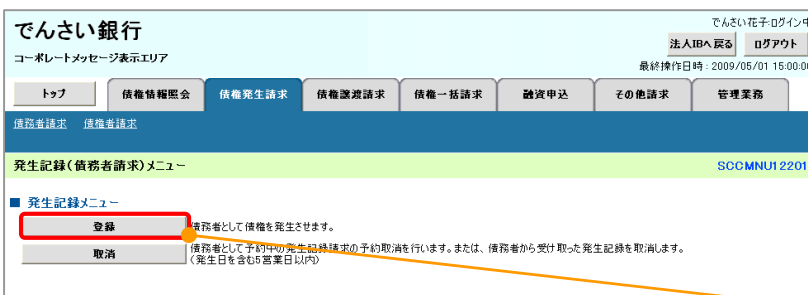 でんさい銀行
コーポレートメッセージ表示エリア
でんさい花子:ログイン中
法人IBへ戻る ログアウト
最終操作日時:2009/05/01 15:00:00
トップ 債権情報照会 債権発生請求 債権譲渡請求 債権一括請求 融資申込 その他請求 管理業務
債務者請求 債権者請求
発生記録(債務者請求)メニュー SCCMNU12201
■ 発生記録メニュー
登録 債務者として債権を発生させます。
取消 債務者として予約中の発生記録請求の予約取消を行います。または、債務者から受け取った発生記録を取消します。
(発生日を含む5営業日以内)